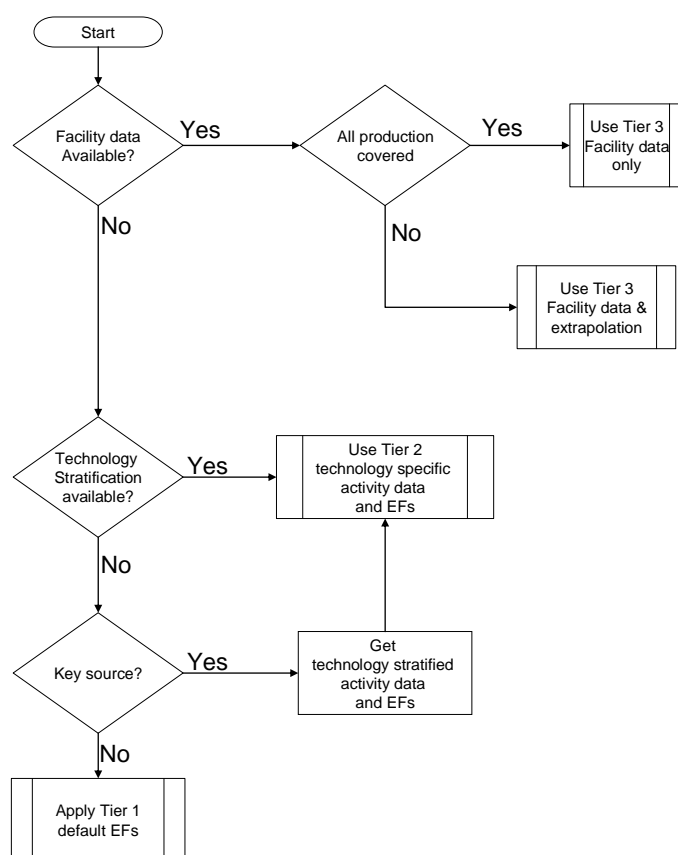 Start
Facility data
Available?
Yes
All production
covered
Yes
Use Tier 3
Facility data
only
No
No
Use Tier 3
Facility data &
extrapolation
Technology
Stratification
available?
Yes
Use Tier 2
technology specific
activity data
and EFs
No
Key source?
Yes
Get
technology stratified
activity data
and EFs
No
Apply Tier 1
default EFs